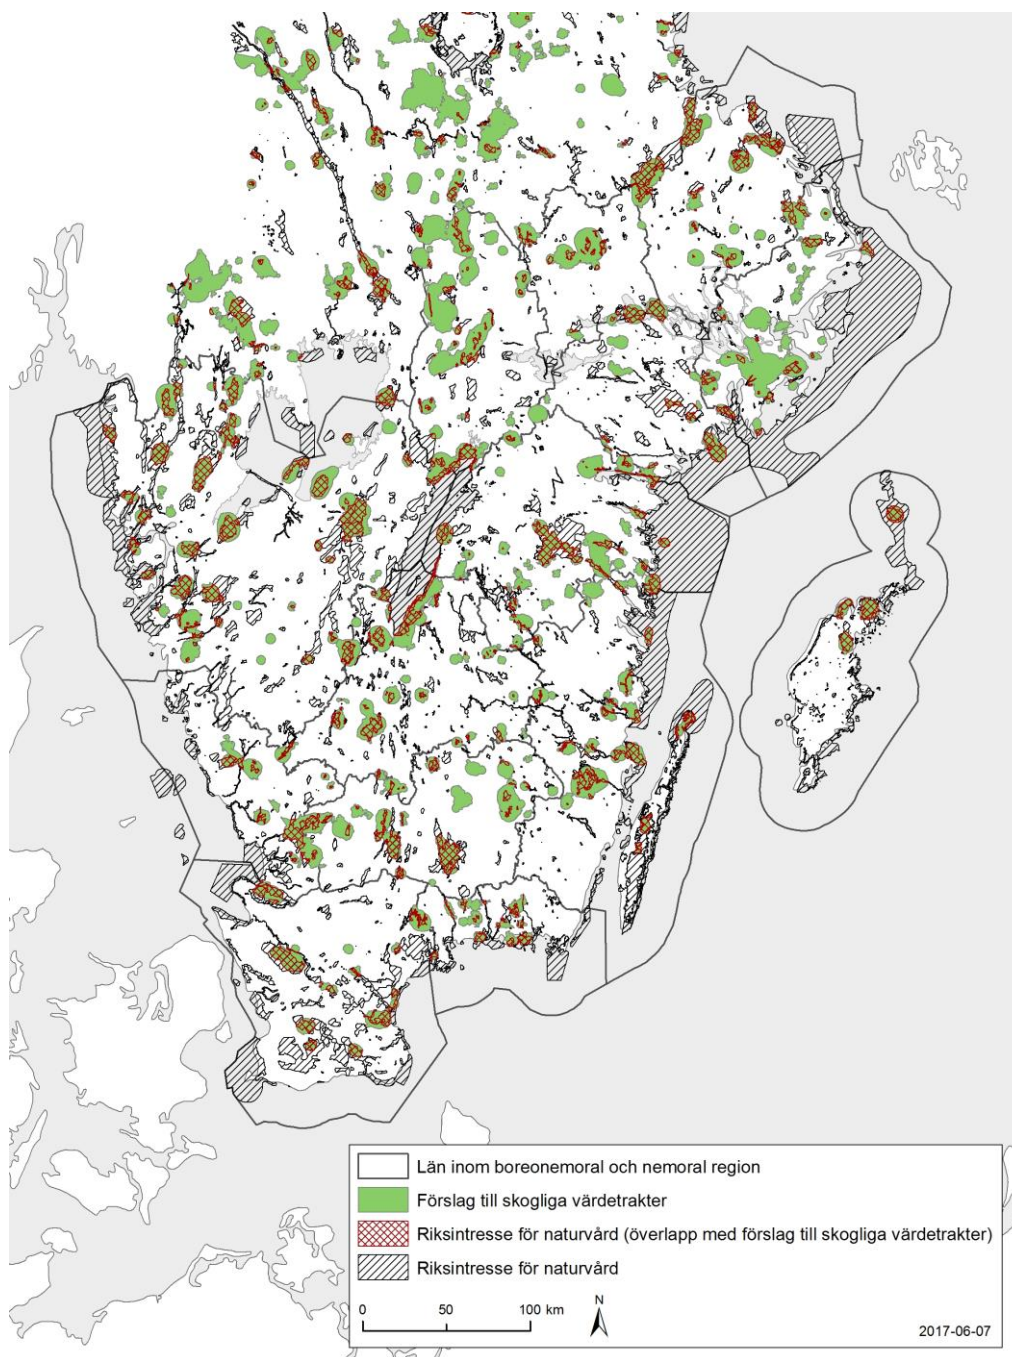 Län inom boreonemoral och nemoral region
Förslag till skogliga värdetrakter
Riksintresse för naturvård (överlapp med förslag till skogliga värdetrakter)
Riksintresse för naturvård
0 50 100 km
N
2017-06-07